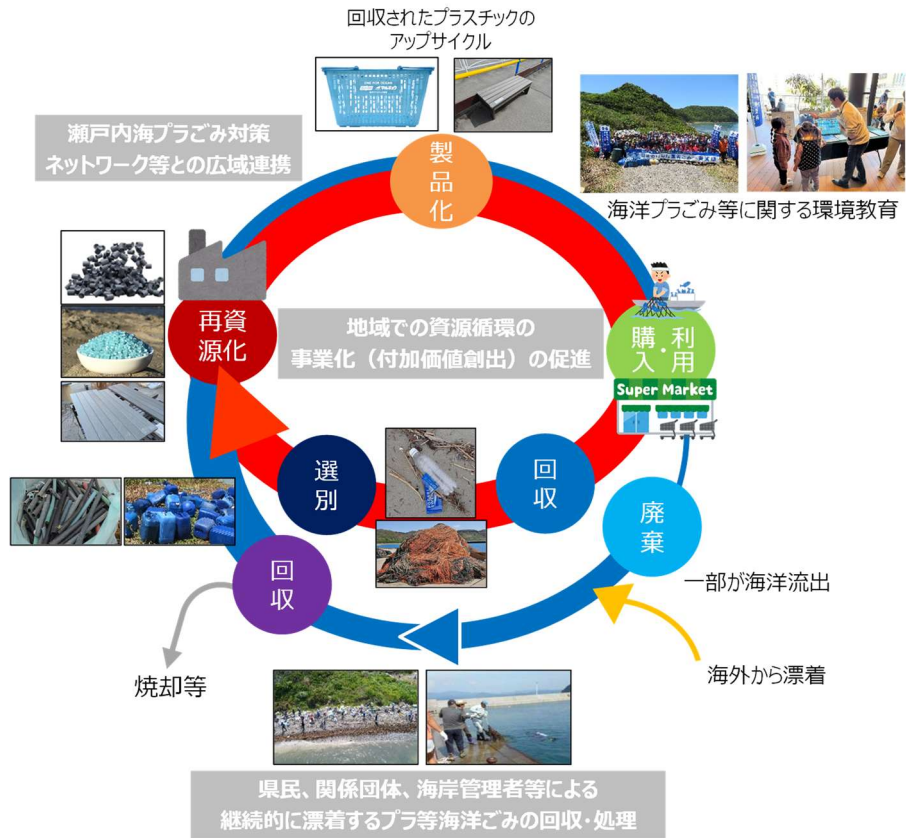 回収されたプラスチックの
アップサイクル
瀬戸内海プラごみ対策
ネットワーク等との広域連携
製品化
海洋プラごみ等に関する環境教育
再資源化
地域での資源循環の
事業化（付加価値創出）の促進
購入・利用
Super Market
選別
回収
廃棄
回収
一部が海洋流出
焼却等
海外から漂着
県民、関係団体、海岸管理者等による
継続的に漂着するプラ等海洋ごみの回収・処理